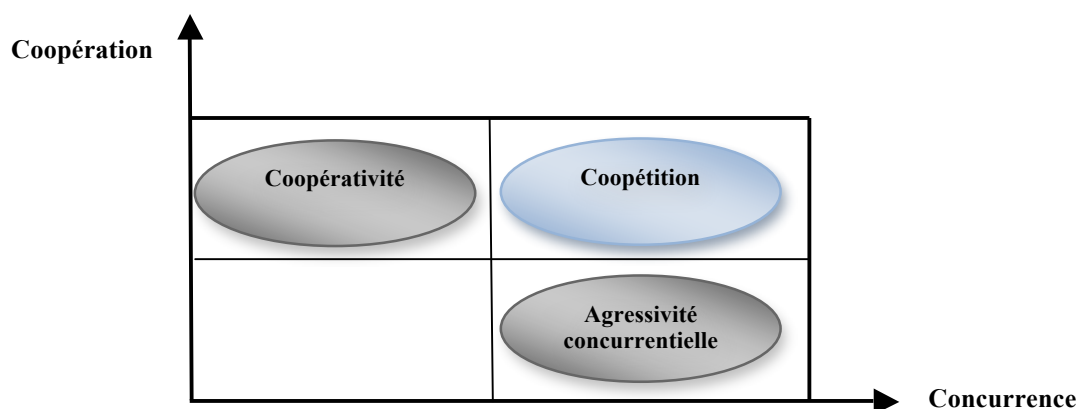 Coopération
Coopérativité
Coopétition
Agressivité
concurrentielle
Concurrence